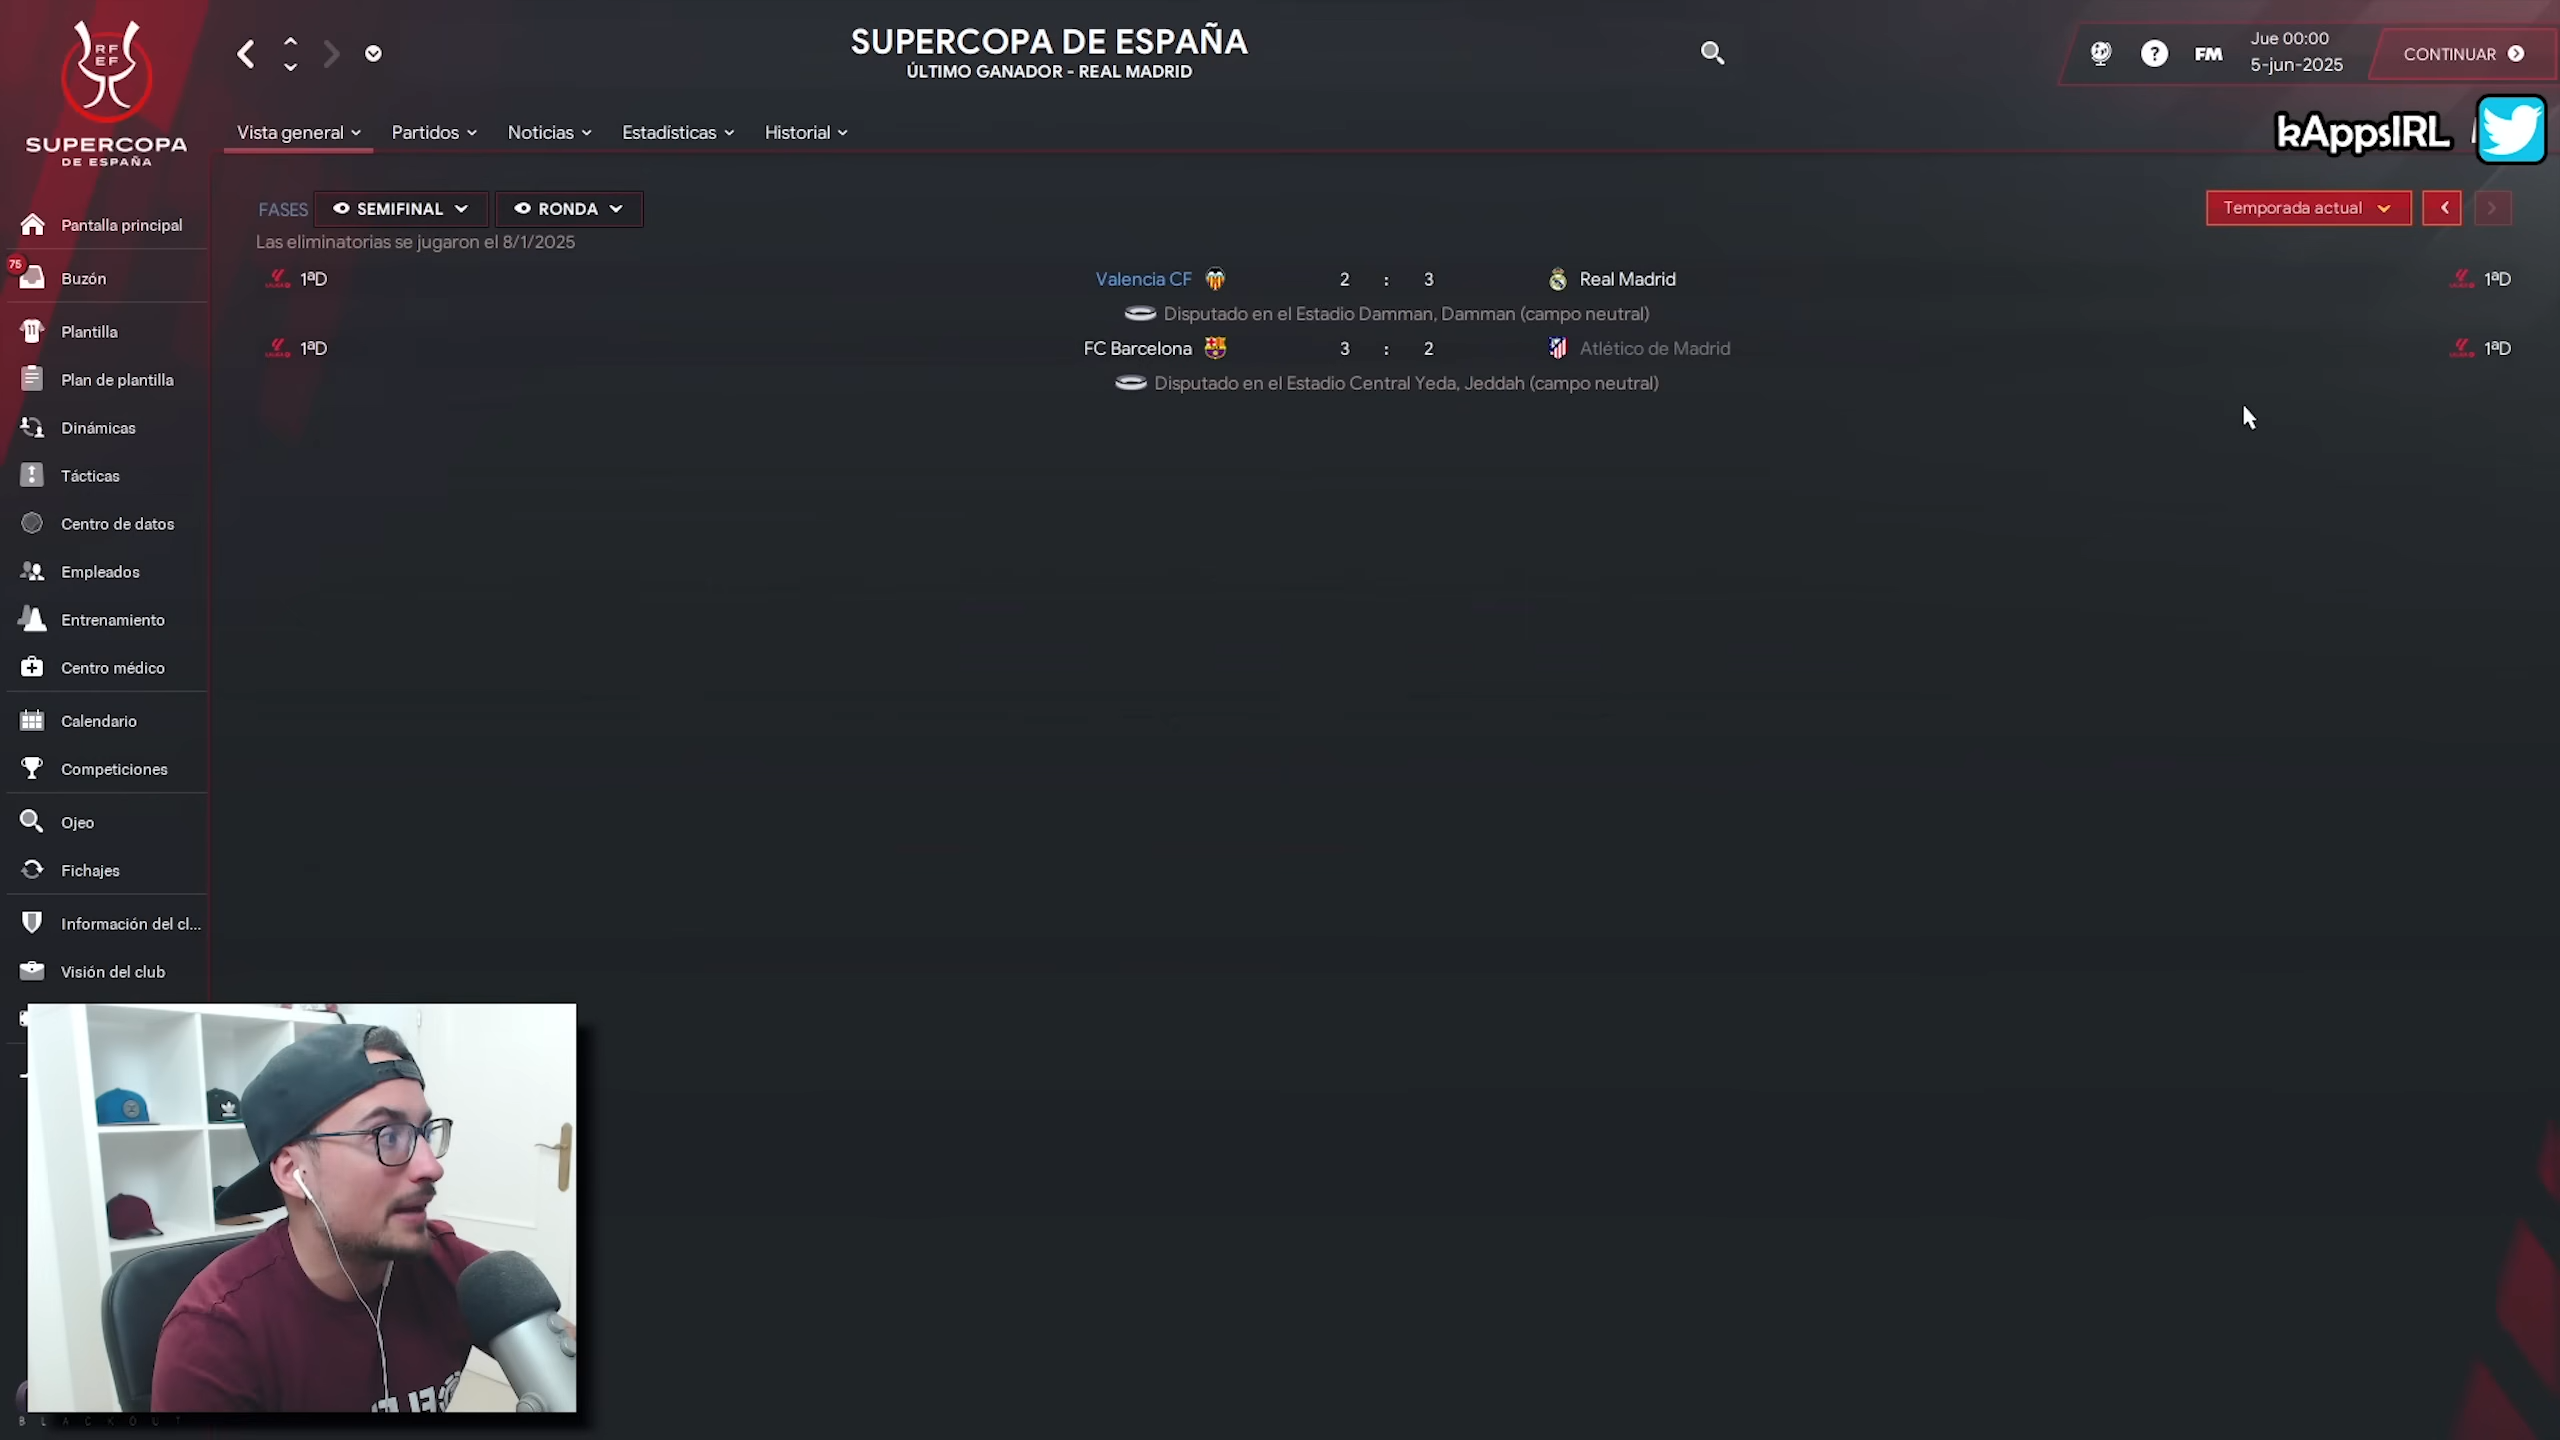 RF
EF
SUPERCOPA
DE ESPAÑA
SUPERCOPA DE ESPAÑA
ÚLTIMO GANADOR - REAL MADRID
FM
Jue 00:00
5-jun-2025
CONTINUAR
kAppsIRL
Vista general
Partidos
Noticias
Estadísticas
Historial
FASES
SEMIFINAL
RONDA
Temporada actual
Las eliminatorias se jugaron el 8/1/2025
1ªD Valencia CF 2 : 3 Real Madrid 1ªD
Disputado en el Estadio Damman, Damman (campo neutral)
1ªD FC Barcelona 3 : 2 Atlético de Madrid 1ªD
Disputado en el Estadio Central Yeda, Jeddah (campo neutral)
Pantalla principal
75
Buzón
11
Plantilla
Plan de plantilla
Dinámicas
Tácticas
Centro de datos
Empleados
Entrenamiento
Centro médico
Calendario
Competiciones
Ojeo
Fichajes
Información del cl...
Visión del club
BLACKOUT